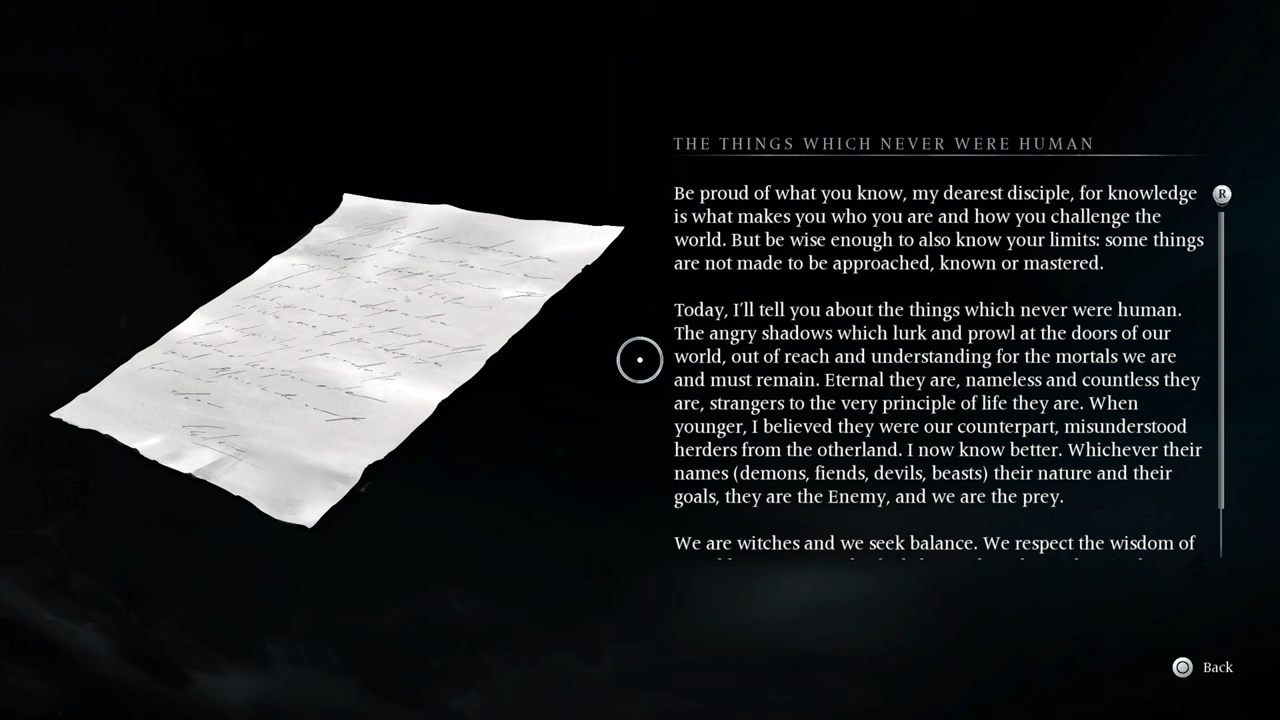 THE THINGS WHICH NEVER WERE HUMAN
Be proud of what you know, my dearest disciple, for knowledge
is what makes you who you are and how you challenge the
world. But be wise enough to also know your limits: some things
are not made to be approached, known or mastered.
Today, I'll tell you about the things which never were human.
The angry shadows which lurk and prowl at the doors of our
world, out of reach and understanding for the mortals we are
and must remain. Eternal they are, nameless and countless they
are, strangers to the very principle of life they are. When
younger, I believed they were our counterpart, misunderstood
herders from the otherland. I now know better. Whichever their
names (demons, fiends, devils, beasts) their nature and their
goals, they are the Enemy, and we are the prey.
We are witches and we seek balance. We respect the wisdom of
R
Back